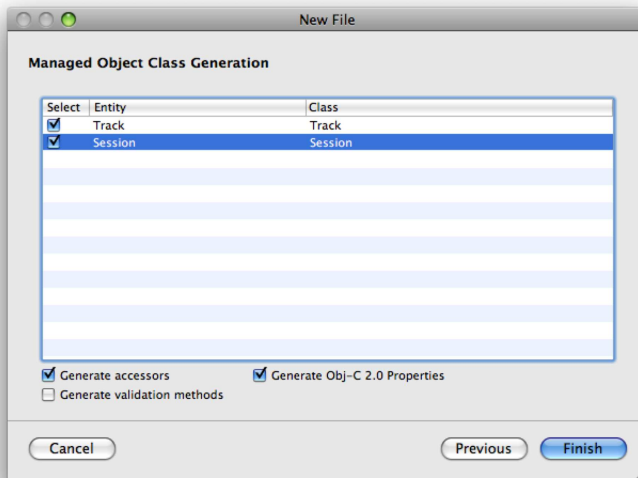 New File
Managed Object Class Generation
Select Entity Class
Track Track
Session Session
Generate accessors Generate Obj-C 2.0 Properties
Generate validation methods
Cancel Previous Finish